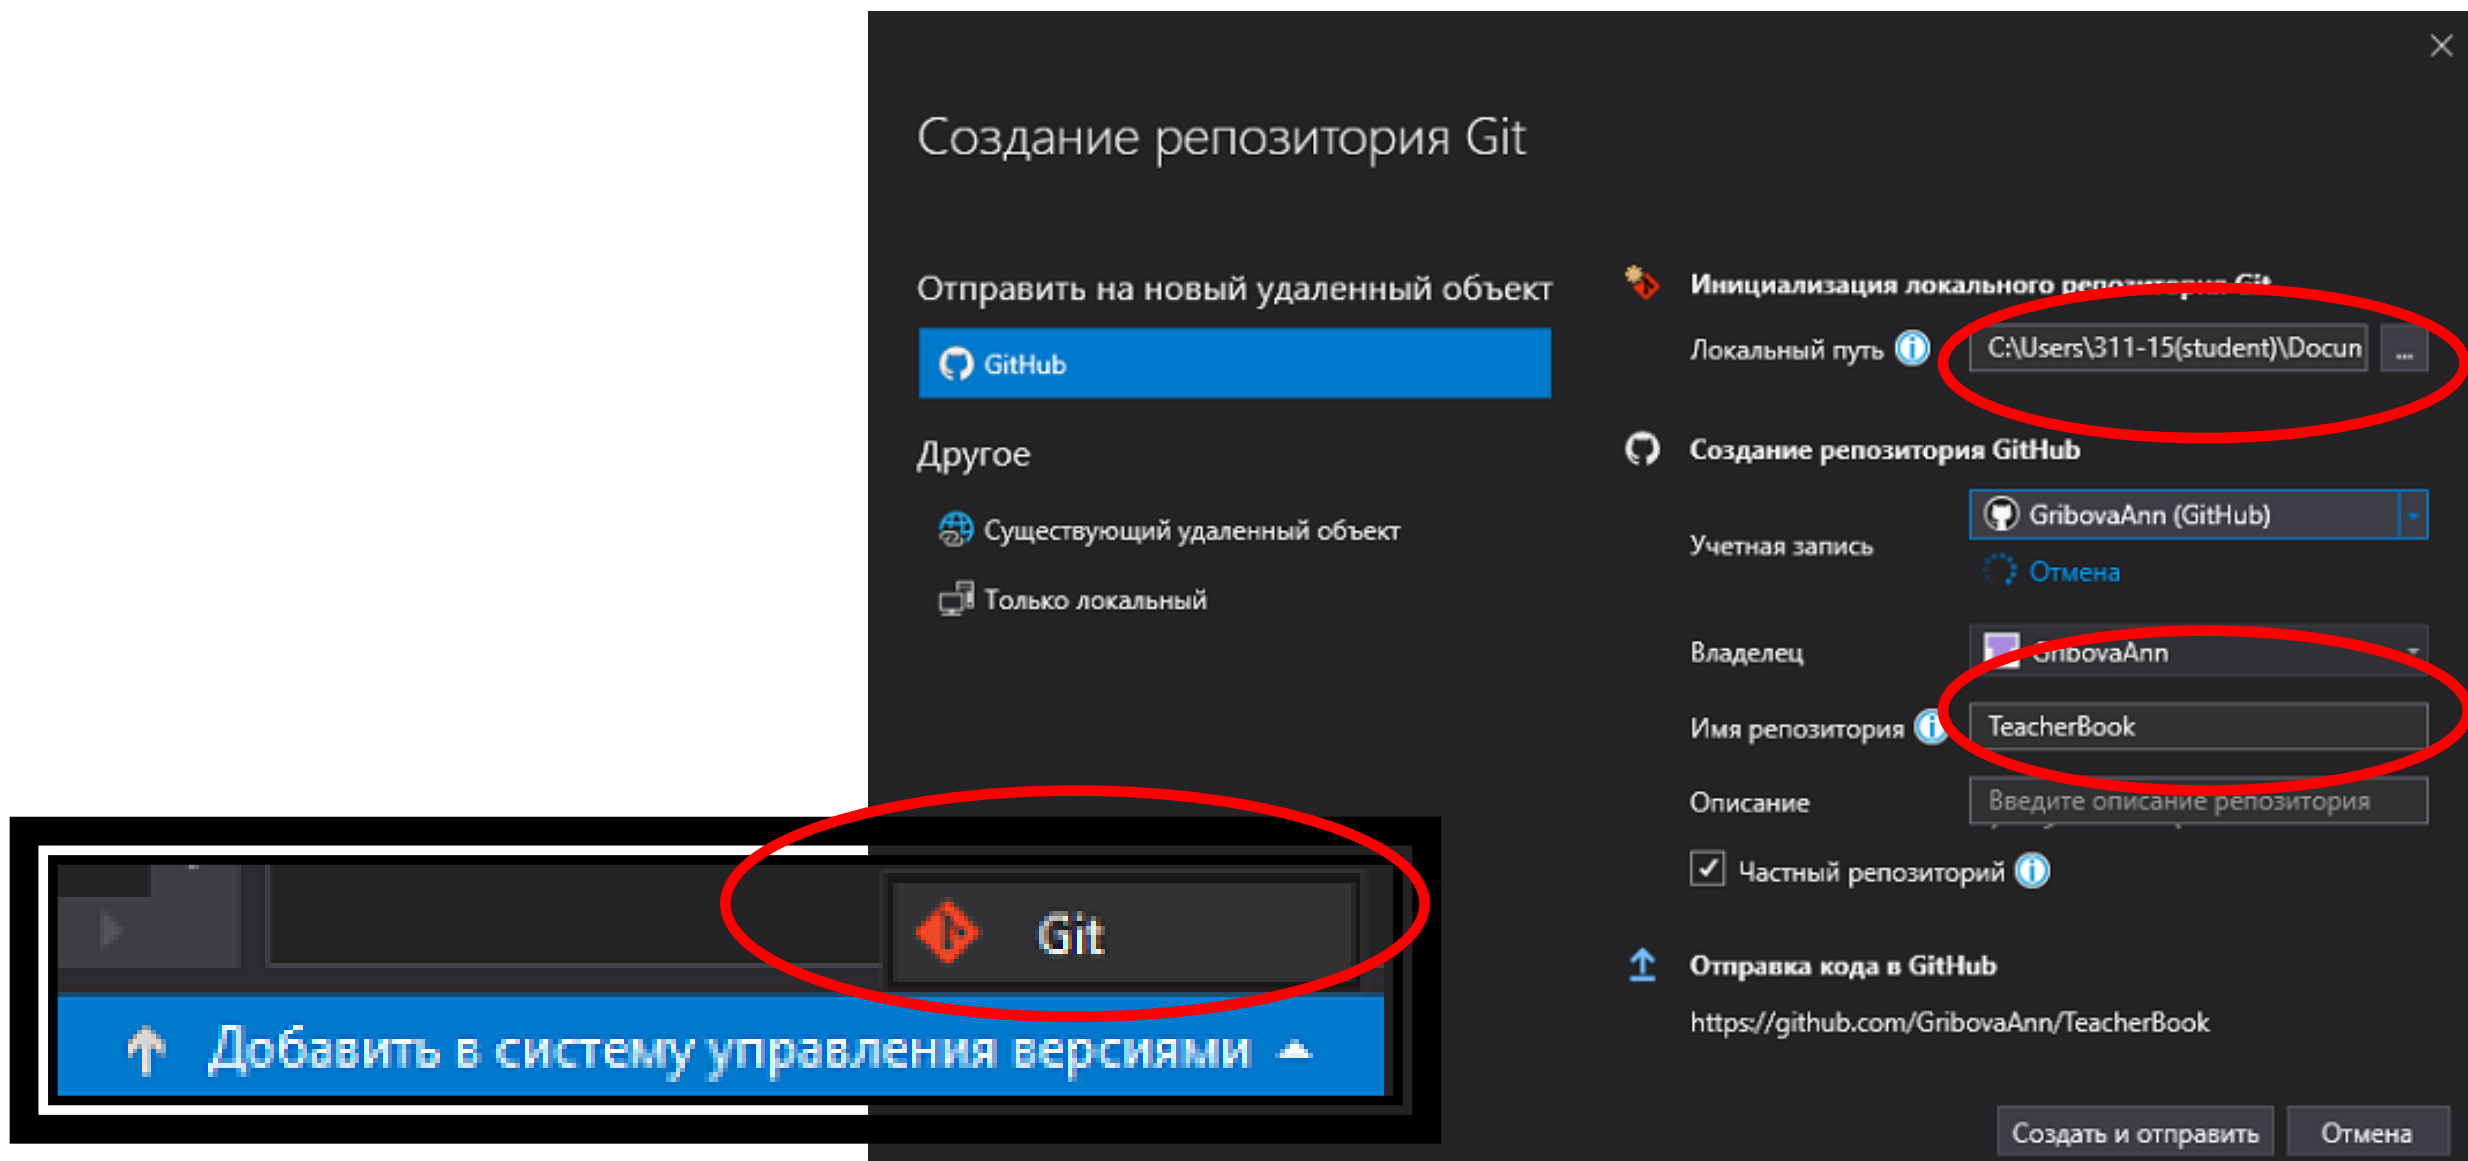 Создание репозитория Git
Отправить на новый удаленный объект
GitHub
Другое
Существующий удаленный объект
Только локальный
Инициализация локального репозитория Git
Локальный путь
C:\Users\311-15(student)\Docun
...
Создание репозитория GitHub
Учетная запись
GribovaAnn (GitHub)
Отмена
Владелец
GribovaAnn
Имя репозитория
TeacherBook
Описание
Введите описание репозитория
Частный репозиторий
Отправка кода в GitHub
https://github.com/GribovaAnn/TeacherBook
Создать и отправить
Отмена
Git
Добавить в систему управления версиями